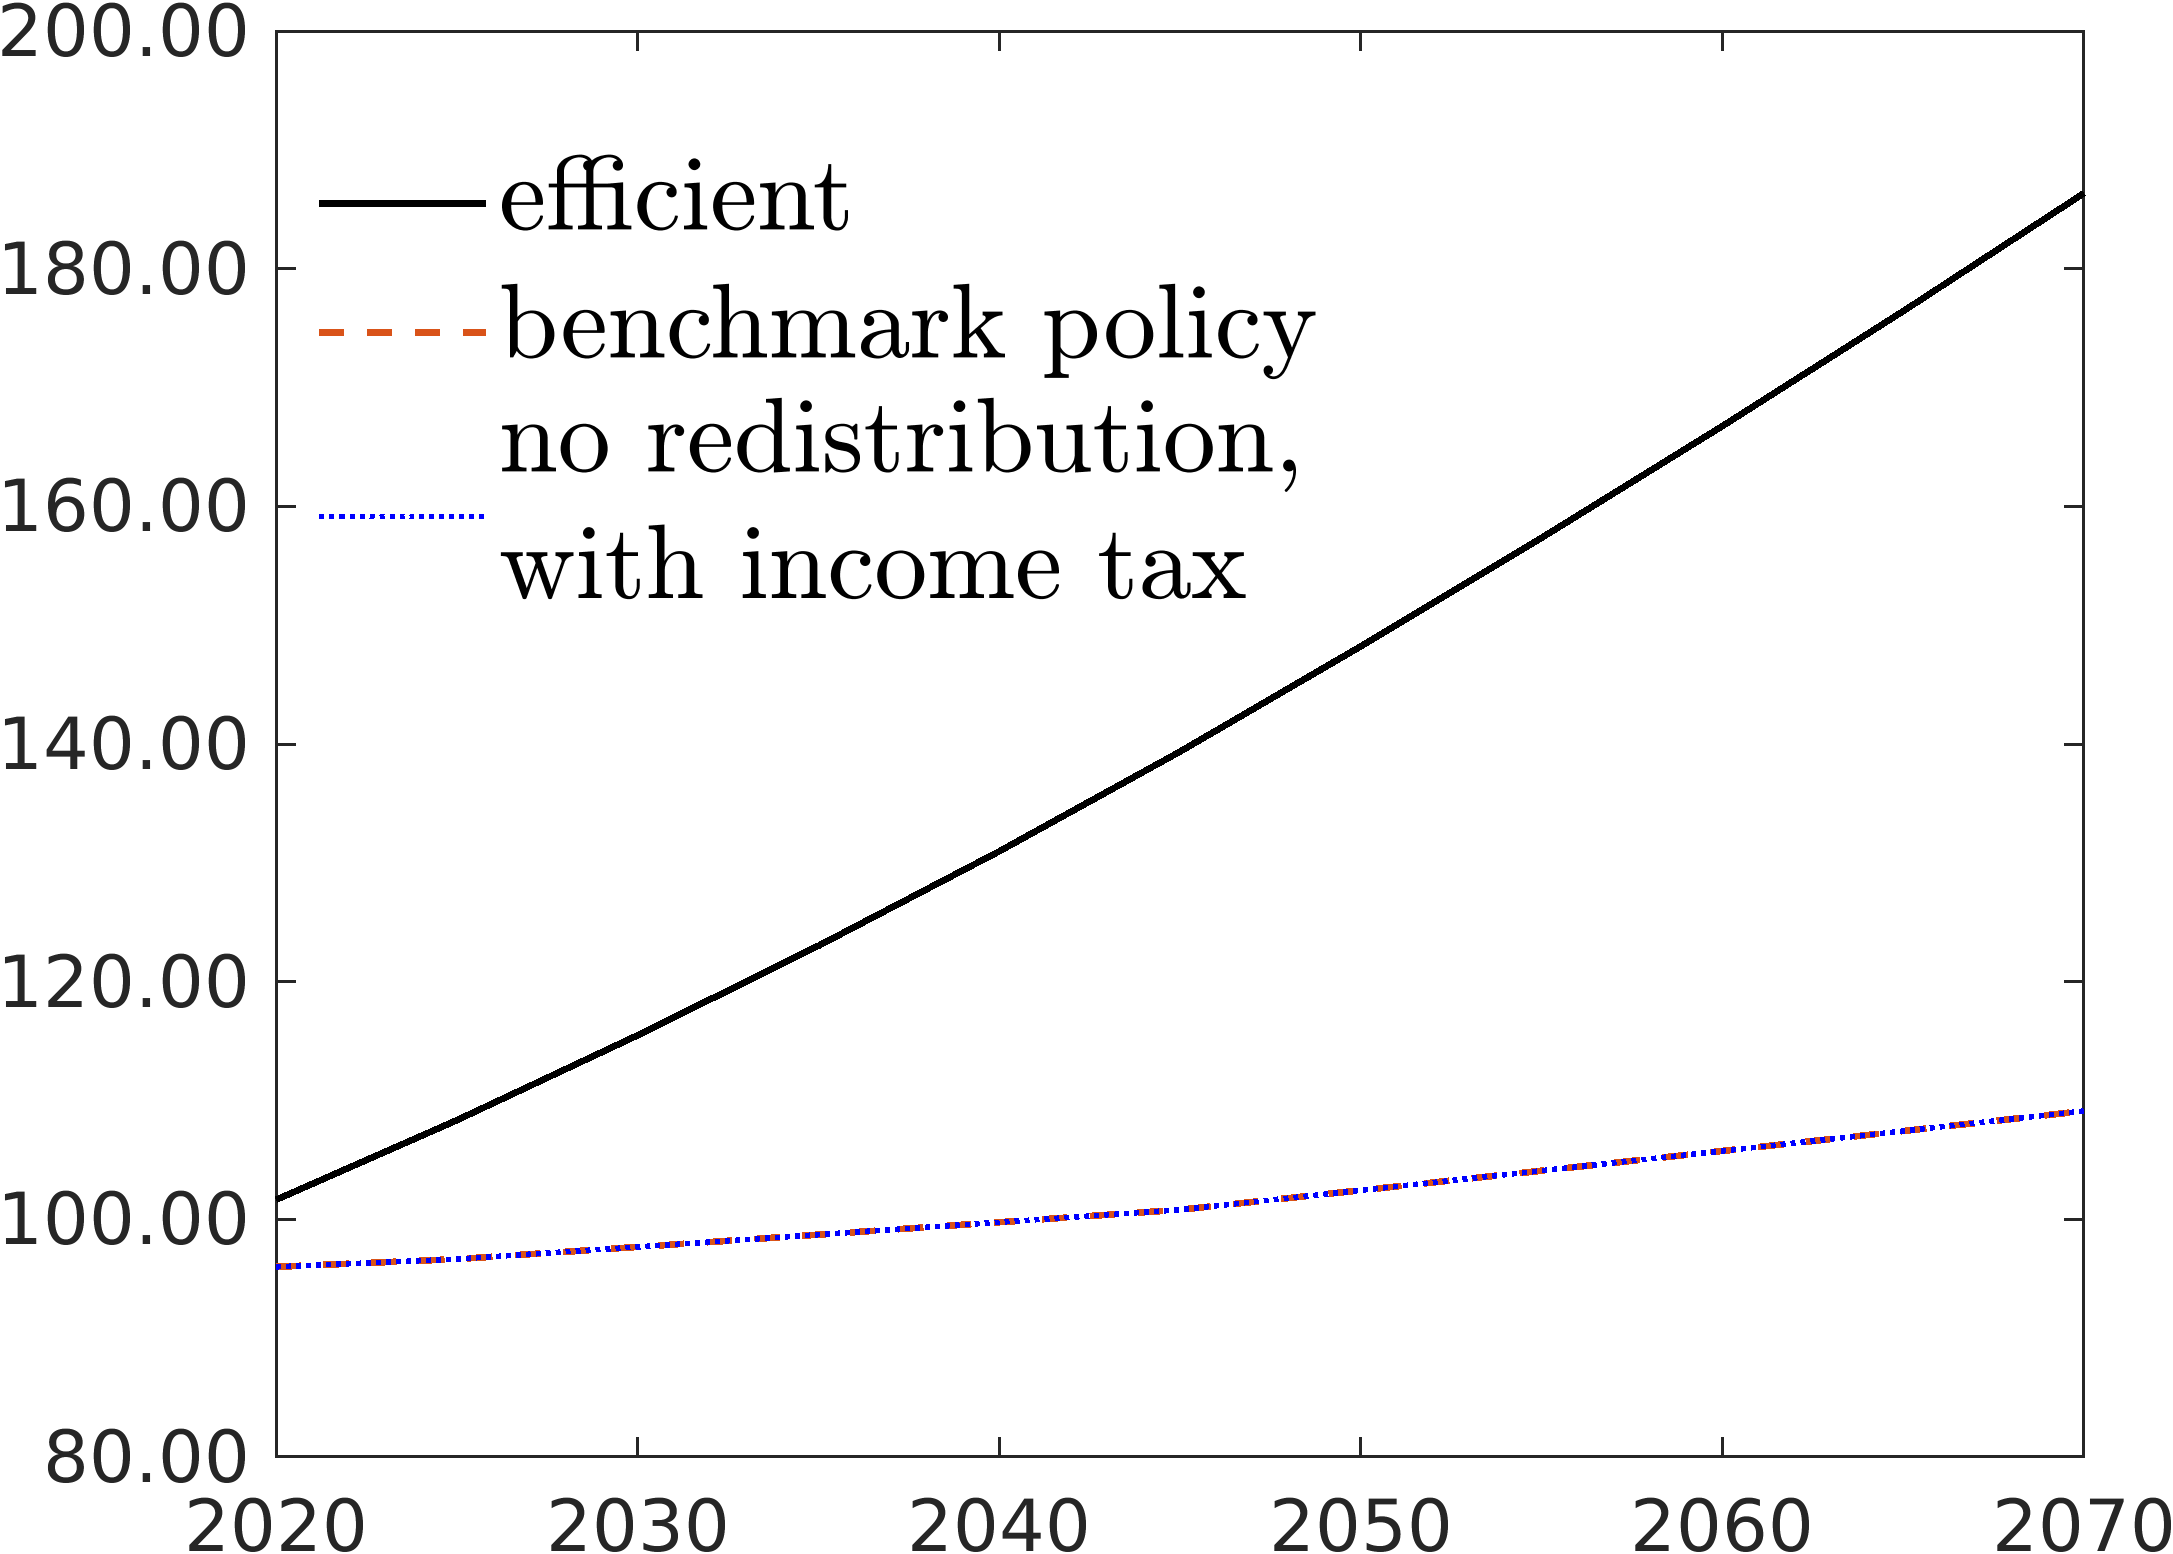 200.00
180.00
160.00
140.00
120.00
100.00
80.00
efficient
benchmark policy
no redistribution,
with income tax
2020 2030 2040 2050 2060 2070